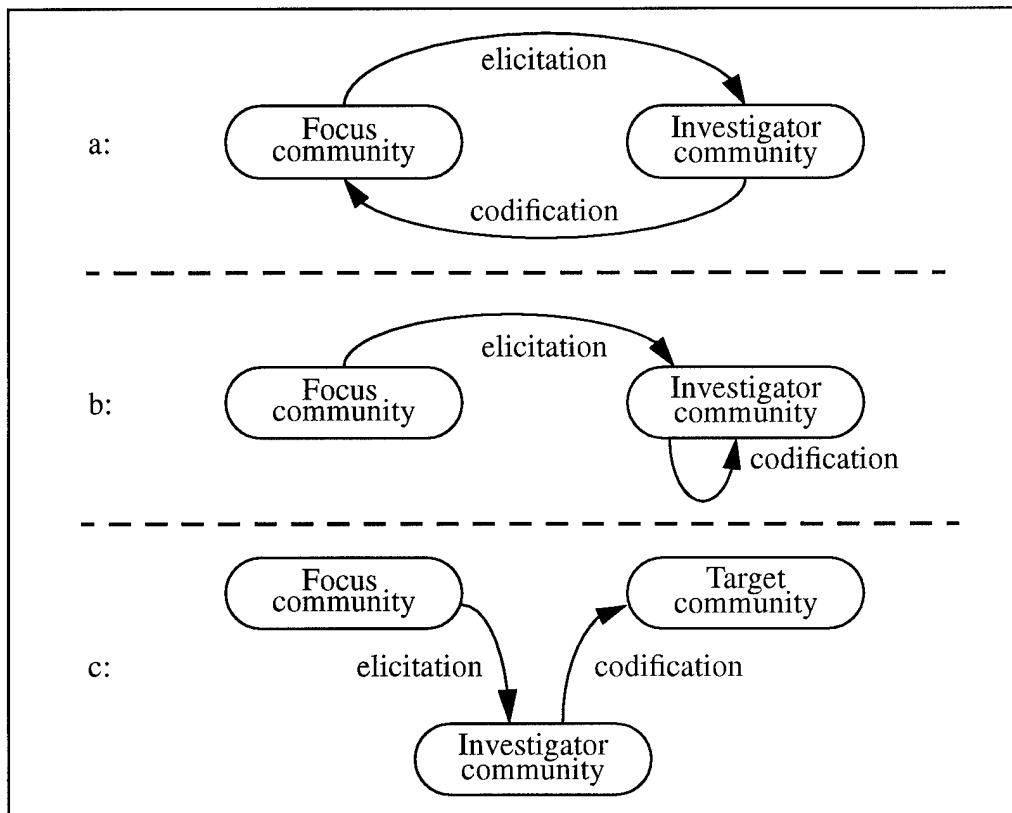 elicitation
a:
Focus
community
Investigator
community
codification
elicitation
b:
Focus
community
Investigator
community
codification
Focus
community
Target
community
c:
elicitation
codification
Investigator
community